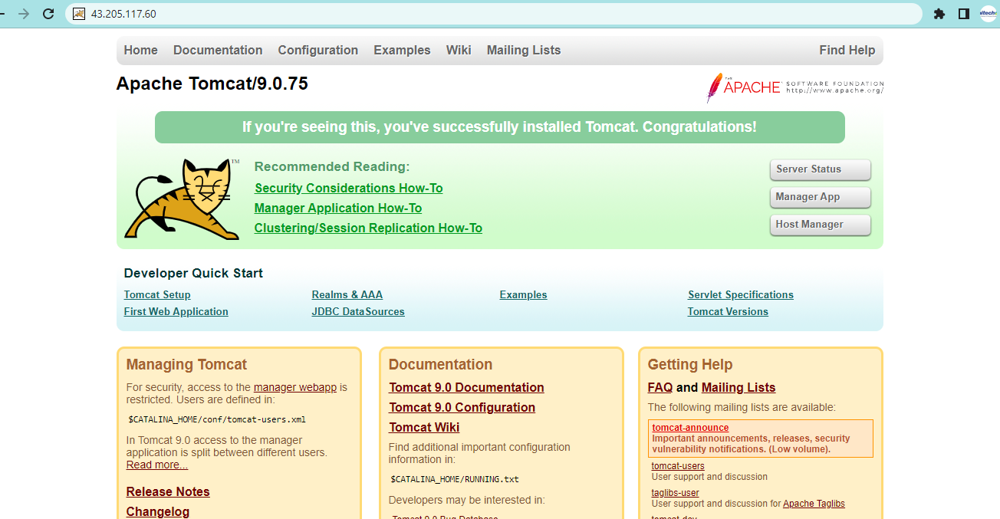 43.205.117.60
Home Documentation Configuration Examples Wiki Mailing Lists Find Help
Apache Tomcat/9.0.75
THE APACHE SOFTWARE FOUNDATION
http://www.apache.org/
If you're seeing this, you've successfully installed Tomcat. Congratulations!
TM
Recommended Reading:
Security Considerations How-To
Manager Application How-To
Clustering/Session Replication How-To
Server Status
Manager App
Host Manager
Developer Quick Start
Tomcat Setup
First Web Application
Realms & AAA
JDBC DataSources
Examples
Servlet Specifications
Tomcat Versions
Managing Tomcat
For security, access to the manager webapp is
restricted. Users are defined in:
$CATALINA_HOME/conf/tomcat-users.xml
In Tomcat 9.0 access to the manager
application is split between different users.
Read more...
Release Notes
Changelog
Documentation
Tomcat 9.0 Documentation
Tomcat 9.0 Configuration
Tomcat Wiki
Find additional important configuration
information in:
$CATALINA_HOME/RUNNING.txt
Developers may be interested in:
Tomcat 9.0 Bug Database
Getting Help
FAQ and Mailing Lists
The following mailing lists are available:
tomcat-announce
Important announcements, releases, security
vulnerability notifications. (Low volume).
tomcat-users
User support and discussion
taglibs-user
User support and discussion for Apache Taglibs
tomcat-dev